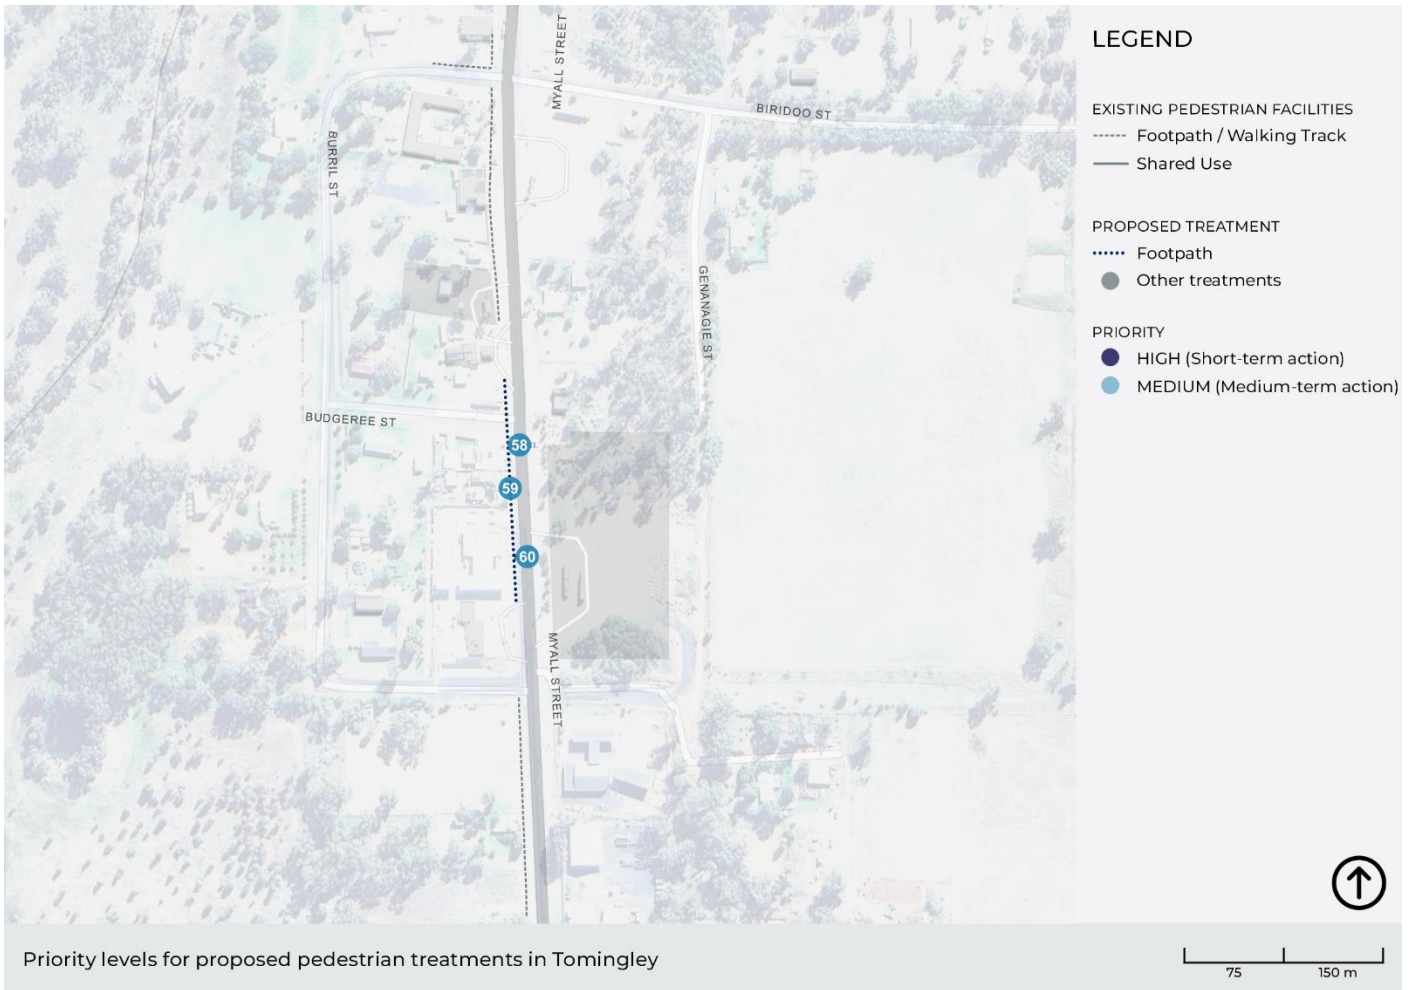 LEGEND
EXISTING PEDESTRIAN FACILITIES
Footpath / Walking Track
Shared Use
PROPOSED TREATMENT
Footpath
Other treatments
PRIORITY
HIGH (Short-term action)
MEDIUM (Medium-term action)
MYALL STREET
BIRIDOO ST
BURRIL ST
GENANAGIE ST
BUDGEREE ST
58
59
60
MYALL STREET
Priority levels for proposed pedestrian treatments in Tomingley
75 150 m